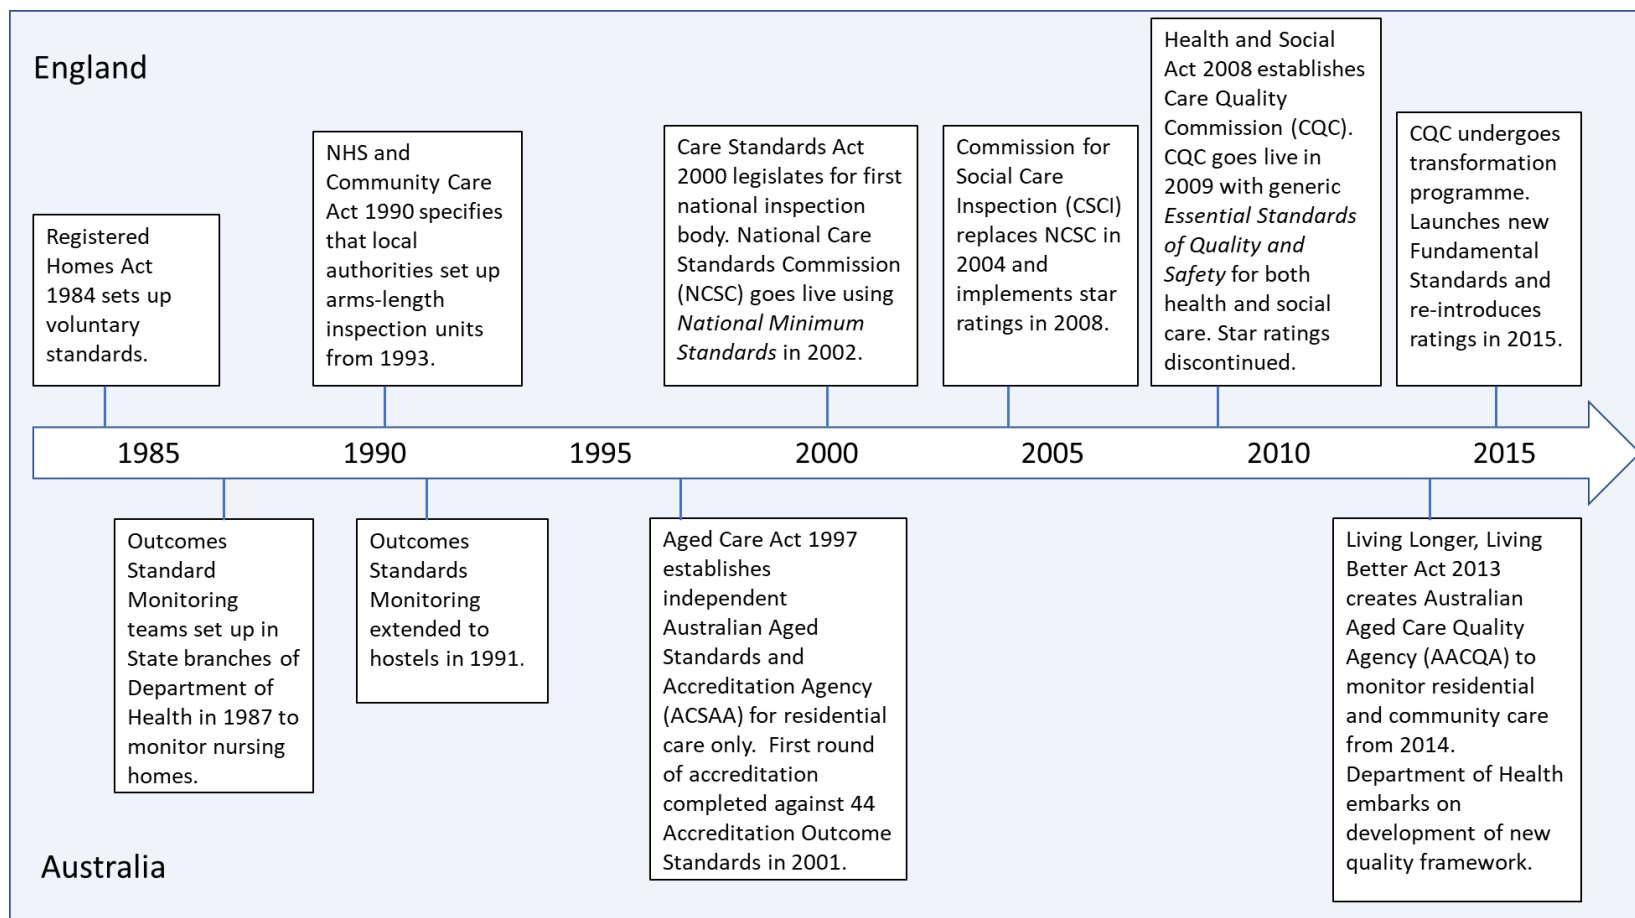 England
Registered
Homes Act
1984 sets up
voluntary
standards.
NHS and
Community Care
Act 1990 specifies
that local
authorities set up
arms-length
inspection units
from 1993.
Care Standards Act
2000 legislates for first
national inspection
body. National Care
Standards Commission
(NCSC) goes live using
National Minimum
Standards in 2002.
Commission for
Social Care
Inspection (CSCI)
replaces NCSC in
2004 and
implements star
ratings in 2008.
Health and Social
Act 2008 establishes
Care Quality
Commission (CQC).
CQC goes live in
2009 with generic
Essential Standards
of Quality and
Safety for both
health and social
care. Star ratings
discontinued.
CQC undergoes
transformation
programme.
Launches new
Fundamental
Standards and
re-introduces
ratings in 2015.
1985 1990 1995 2000 2005 2010 2015
Outcomes
Standard
Monitoring
teams set up in
State branches of
Department of
Health in 1987 to
monitor nursing
homes.
Outcomes
Standards
Monitoring
extended to
hostels in 1991.
Aged Care Act 1997
establishes
independent
Australian Aged
Standards and
Accreditation Agency
(ACSAA) for residential
care only. First round
of accreditation
completed against 44
Accreditation Outcome
Standards in 2001.
Living Longer, Living
Better Act 2013
creates Australian
Aged Care Quality
Agency (AACQA) to
monitor residential
and community care
from 2014.
Department of Health
embarks on
development of new
quality framework.
Australia